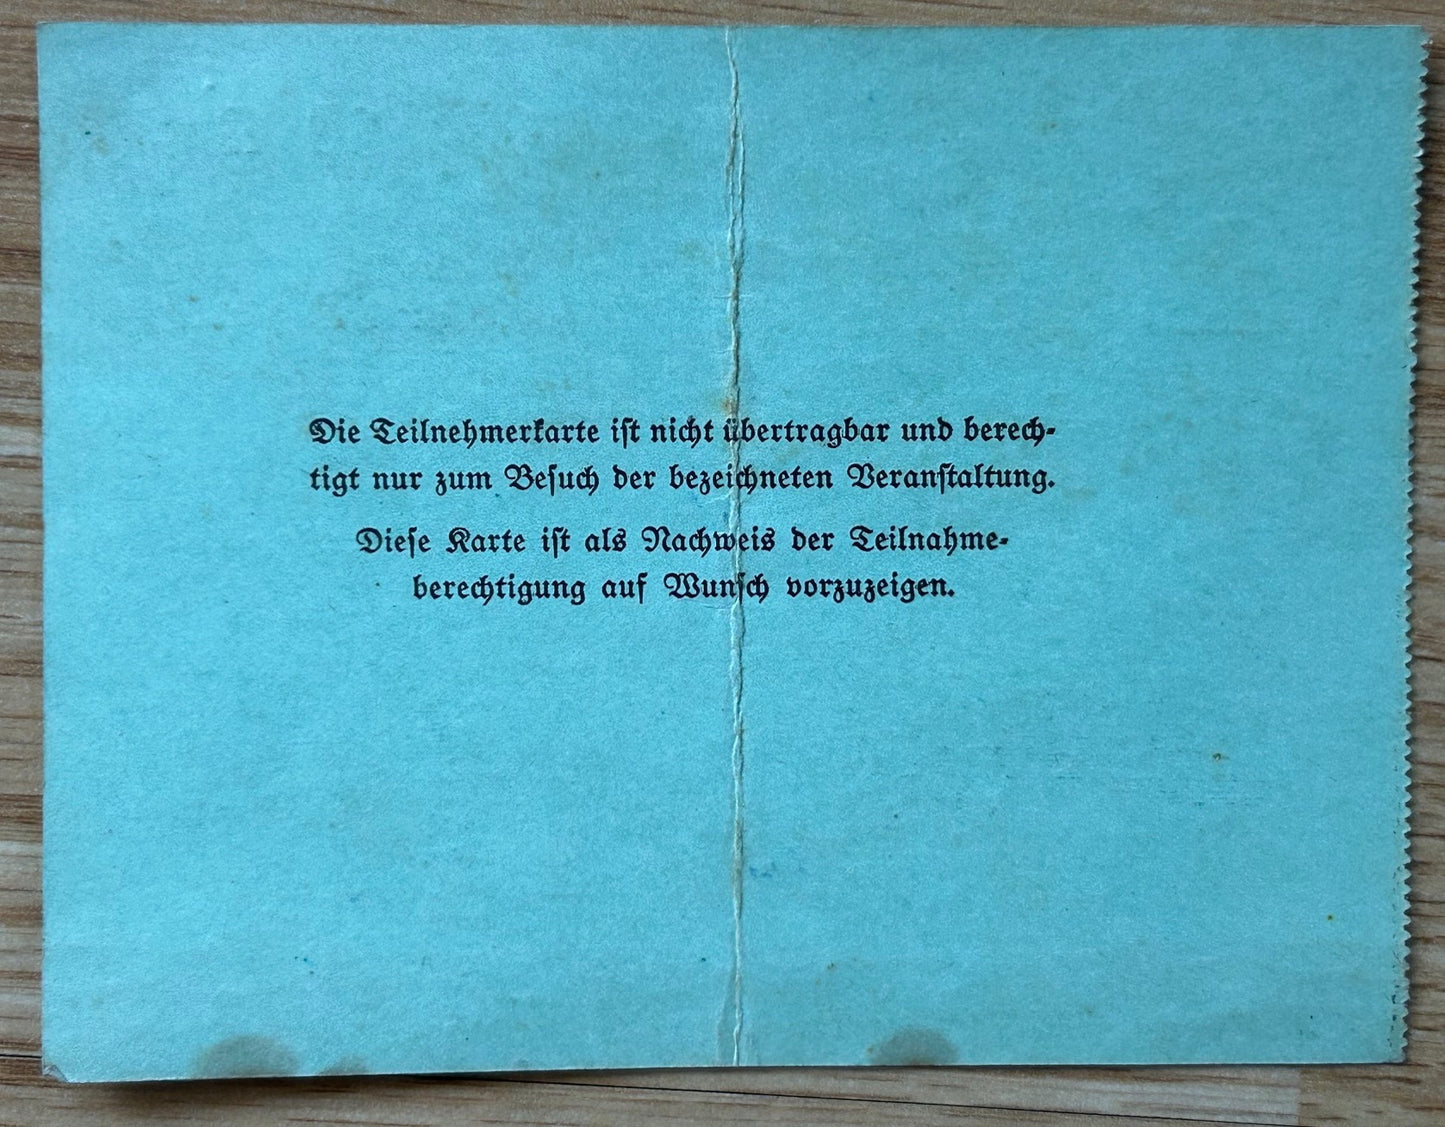 Die Teilnehmerkarte iſt nicht übertragbar und berech-
tigt nur zum Beſuch der bezeichneten Veranſtaltung.
Dieſe Karte iſt als Nachweis der Teilnahme-
berechtigung auf Wunſch vorzuzeigen.